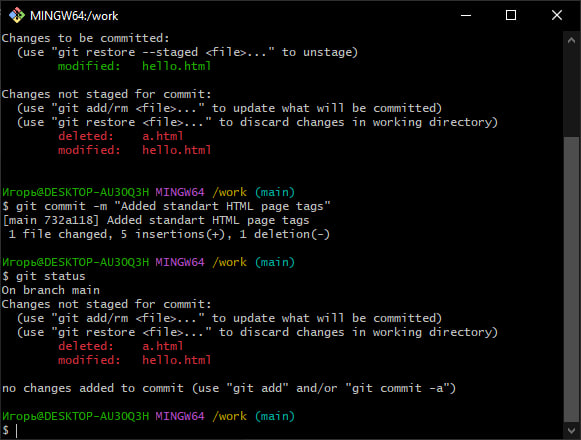 MINGW64:/work
Changes to be committed:
  (use "git restore --staged <file>..." to unstage)
        modified:   hello.html

Changes not staged for commit:
  (use "git add/rm <file>..." to update what will be committed)
  (use "git restore <file>..." to discard changes in working directory)
        deleted:    a.html
        modified:   hello.html

Игорь@DESKTOP-AU3OQ3H MINGW64 /work (main)
$ git commit -m "Added standart HTML page tags"
[main 732a118] Added standart HTML page tags
 1 file changed, 5 insertions(+), 1 deletion(-)

Игорь@DESKTOP-AU3OQ3H MINGW64 /work (main)
$ git status
On branch main
Changes not staged for commit:
  (use "git add/rm <file>..." to update what will be committed)
  (use "git restore <file>..." to discard changes in working directory)
        deleted:    a.html
        modified:   hello.html

no changes added to commit (use "git add" and/or "git commit -a")

Игорь@DESKTOP-AU3OQ3H MINGW64 /work (main)
$